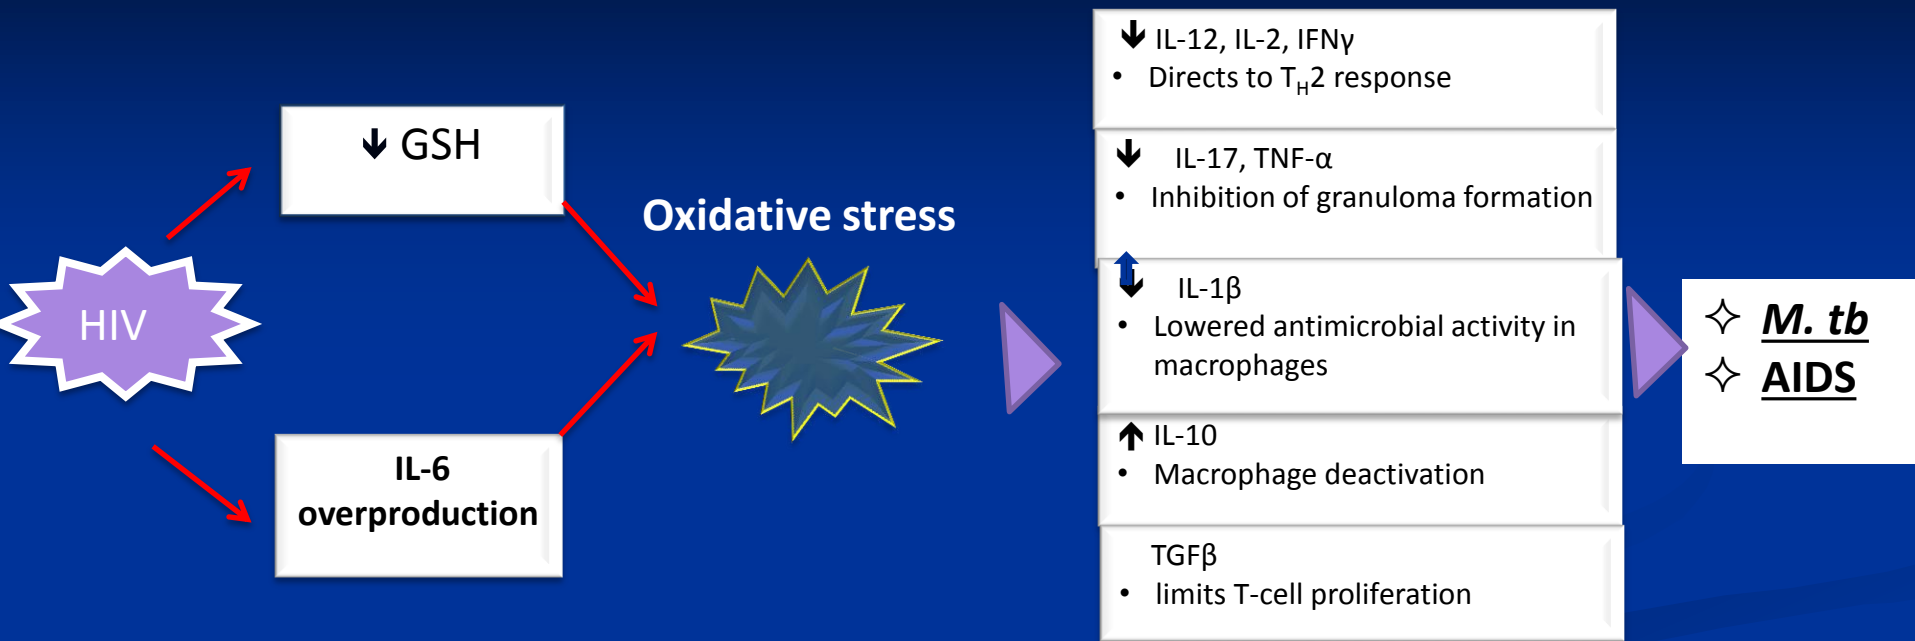 HIV
↓ GSH
IL-6
overproduction
Oxidative stress
↓ IL-12, IL-2, IFNγ
• Directs to TH2 response
↓ IL-17, TNF-α
• Inhibition of granuloma formation
↓ IL-1β
• Lowered antimicrobial activity in
macrophages
↑ IL-10
• Macrophage deactivation
TGFβ
• limits T-cell proliferation
✧ M. tb
✧ AIDS